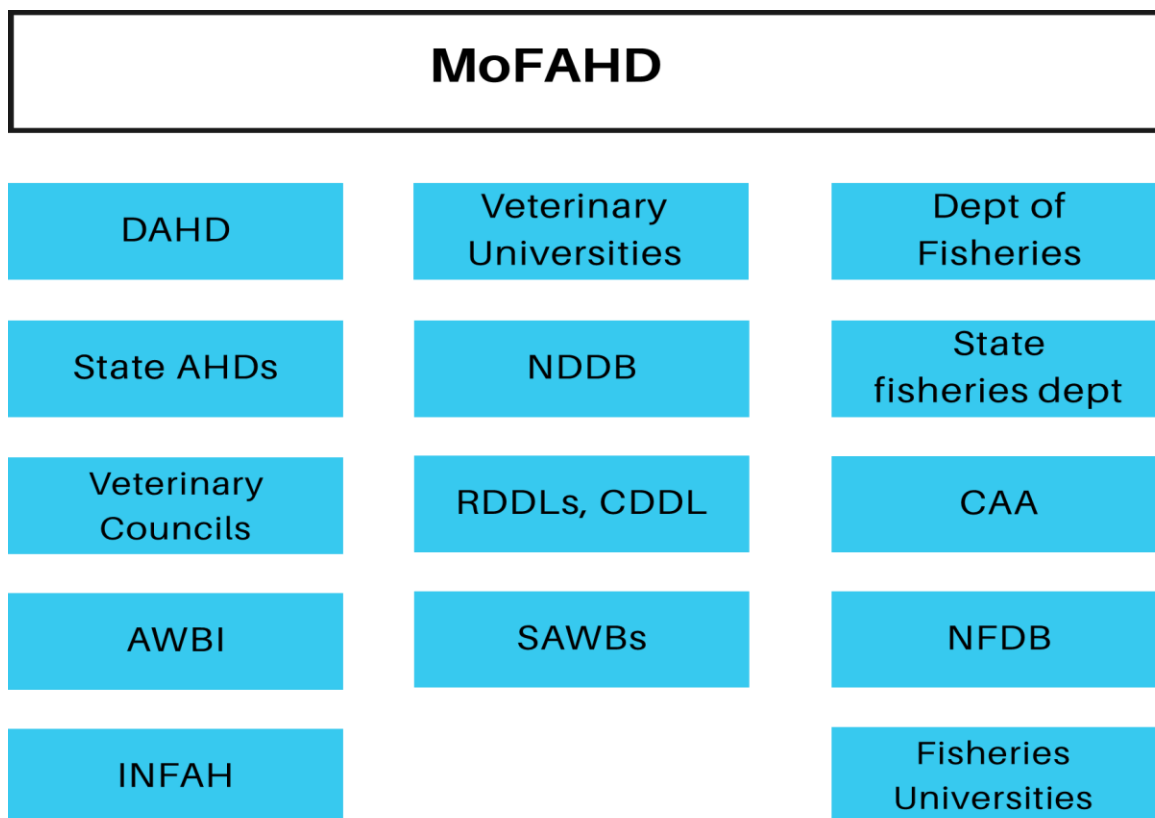 MoFAHD
DAHD
Veterinary
Universities
Dept of
Fisheries
State AHDs
NDDB
State
fisheries dept
Veterinary
Councils
RDDLs, CDDL
CAA
AWBI
SAWBs
NFDB
INFAH
Fisheries
Universities